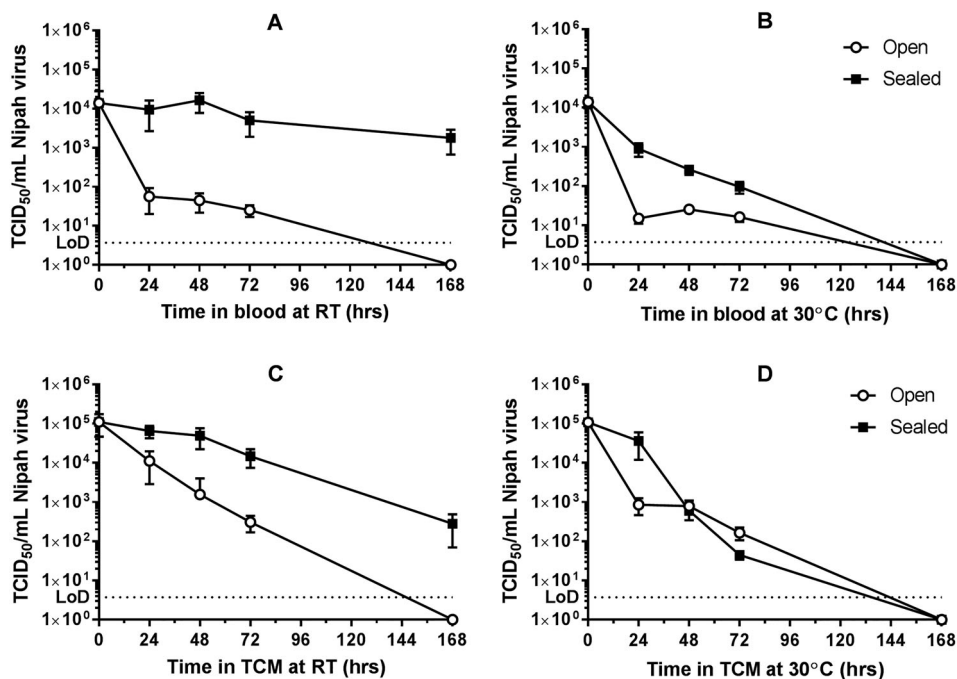 A
1×10⁶
1×10⁵
1×10⁴
1×10³
1×10²
1×10¹
LoD
1×10⁰
TCID₅₀/mL Nipah virus
0 24 48 72 96 120 144 168
Time in blood at RT (hrs)
B
Open
Sealed
1×10⁶
1×10⁵
1×10⁴
1×10³
1×10²
1×10¹
LoD
1×10⁰
TCID₅₀/mL Nipah virus
0 24 48 72 96 120 144 168
Time in blood at 30°C (hrs)
C
1×10⁶
1×10⁵
1×10⁴
1×10³
1×10²
1×10¹
LoD
1×10⁰
TCID₅₀/mL Nipah virus
0 24 48 72 96 120 144 168
Time in TCM at RT (hrs)
D
Open
Sealed
1×10⁶
1×10⁵
1×10⁴
1×10³
1×10²
1×10¹
LoD
1×10⁰
TCID₅₀/mL Nipah virus
0 24 48 72 96 120 144 168
Time in TCM at 30°C (hrs)